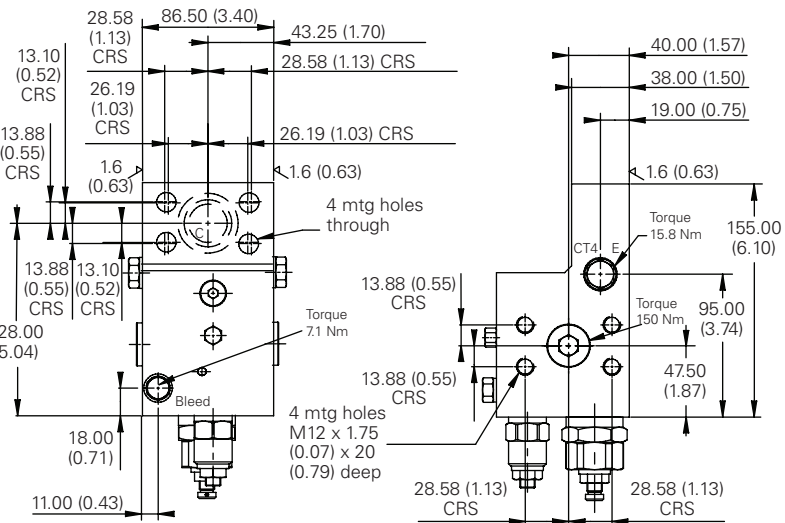 28.58
(1.13)
CRS
86.50 (3.40)
43.25 (1.70)
28.58 (1.13) CRS
13.10
(0.52)
CRS
26.19
(1.03)
CRS
26.19 (1.03) CRS
13.88
(0.55)
CRS
1.6
(0.63)
1.6 (0.63)
4 mtg holes
through
C
13.88
(0.55)
CRS
13.10
(0.52)
CRS
28.00
5.04)
Torque
7.1 Nm
Bleed
18.00
(0.71)
11.00 (0.43)
4 mtg holes
M12 x 1.75
(0.07) x 20
(0.79) deep
40.00 (1.57)
38.00 (1.50)
19.00 (0.75)
1.6 (0.63)
Torque
15.8 Nm
CT4 E
155.00
(6.10)
13.88 (0.55)
CRS
Torque
150 Nm
95.00
(3.74)
13.88 (0.55)
CRS
47.50
(1.87)
28.58 (1.13)
CRS
28.58 (1.13)
CRS